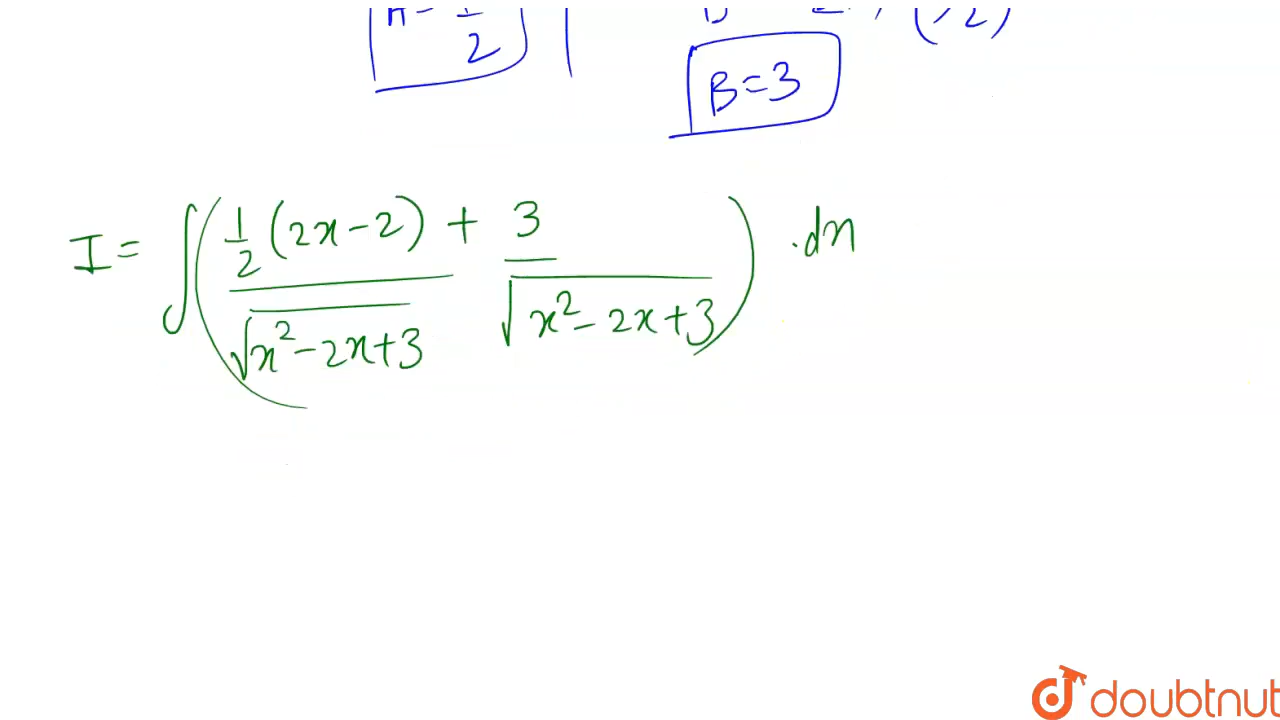 B=3
I = ∫ ( ½(2x-2)/√(x²-2x+3) + 3/√(x²-2x+3) ) .dx
doubtnut